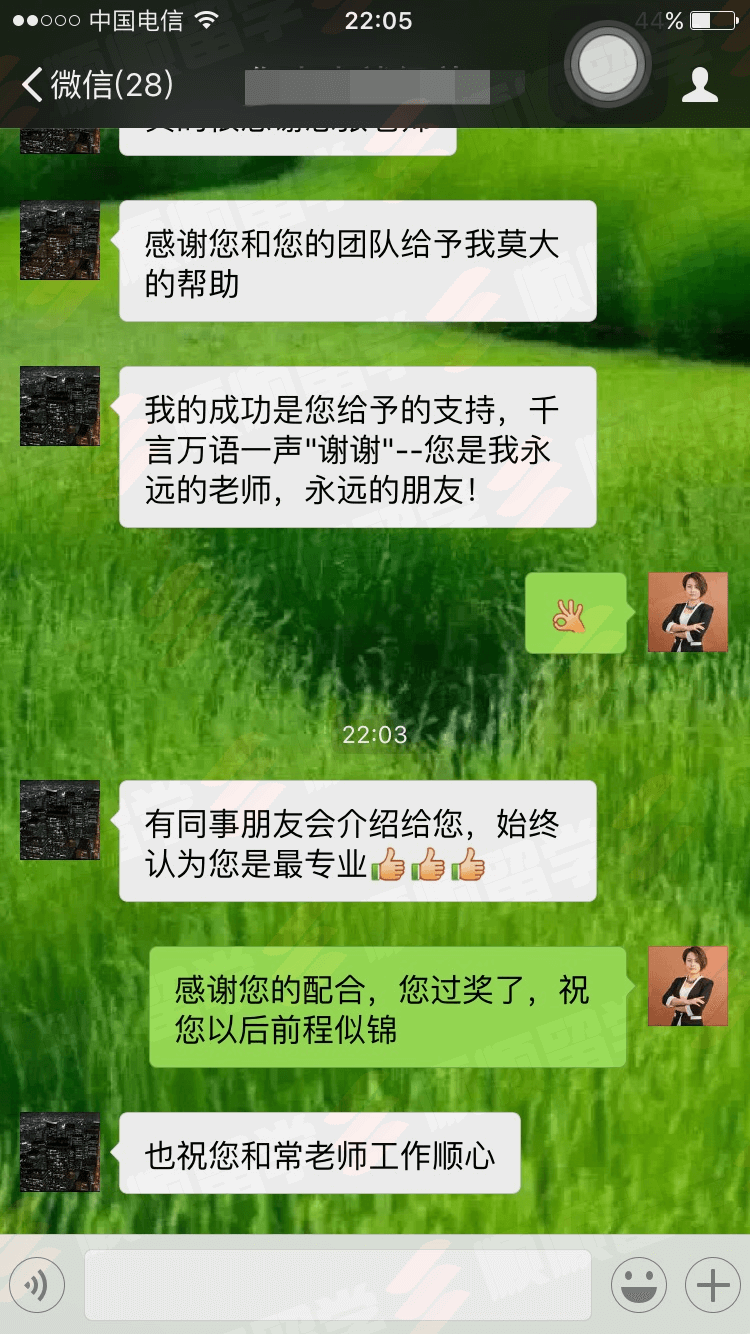 中国电信
22:05
44%
微信(28)
感谢您和您的团队给予我莫大
的帮助
我的成功是您给予的支持，千
言万语一声"谢谢"--您是我永
远的老师，永远的朋友！
22:03
有同事朋友会介绍给您，始终
认为您是最专业👍👍👍
感谢您的配合，您过奖了，祝
您以后前程似锦
也祝您和常老师工作顺心